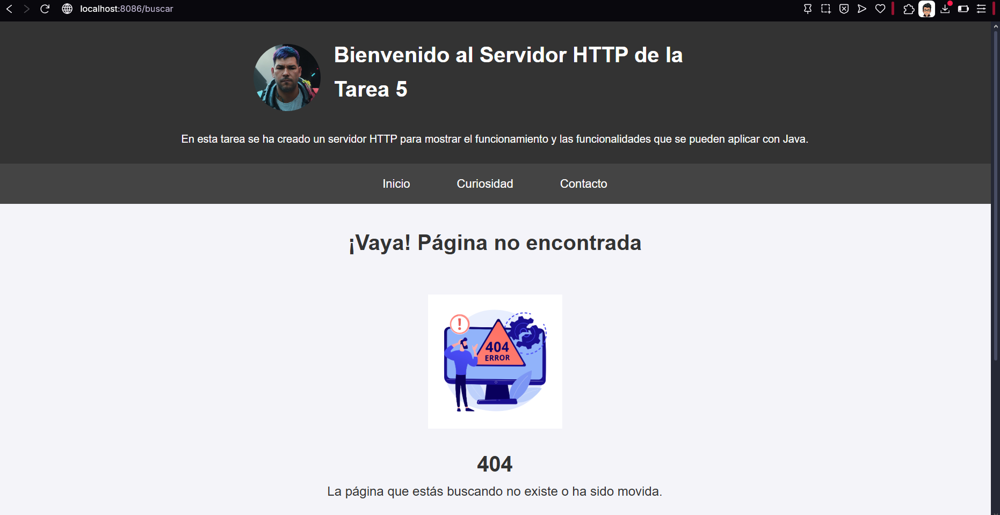 localhost:8086/buscar
Bienvenido al Servidor HTTP de la
Tarea 5
En esta tarea se ha creado un servidor HTTP para mostrar el funcionamiento y las funcionalidades que se pueden aplicar con Java.
Inicio Curiosidad Contacto
¡Vaya! Página no encontrada
!
404
ERROR
404
La página que estás buscando no existe o ha sido movida.